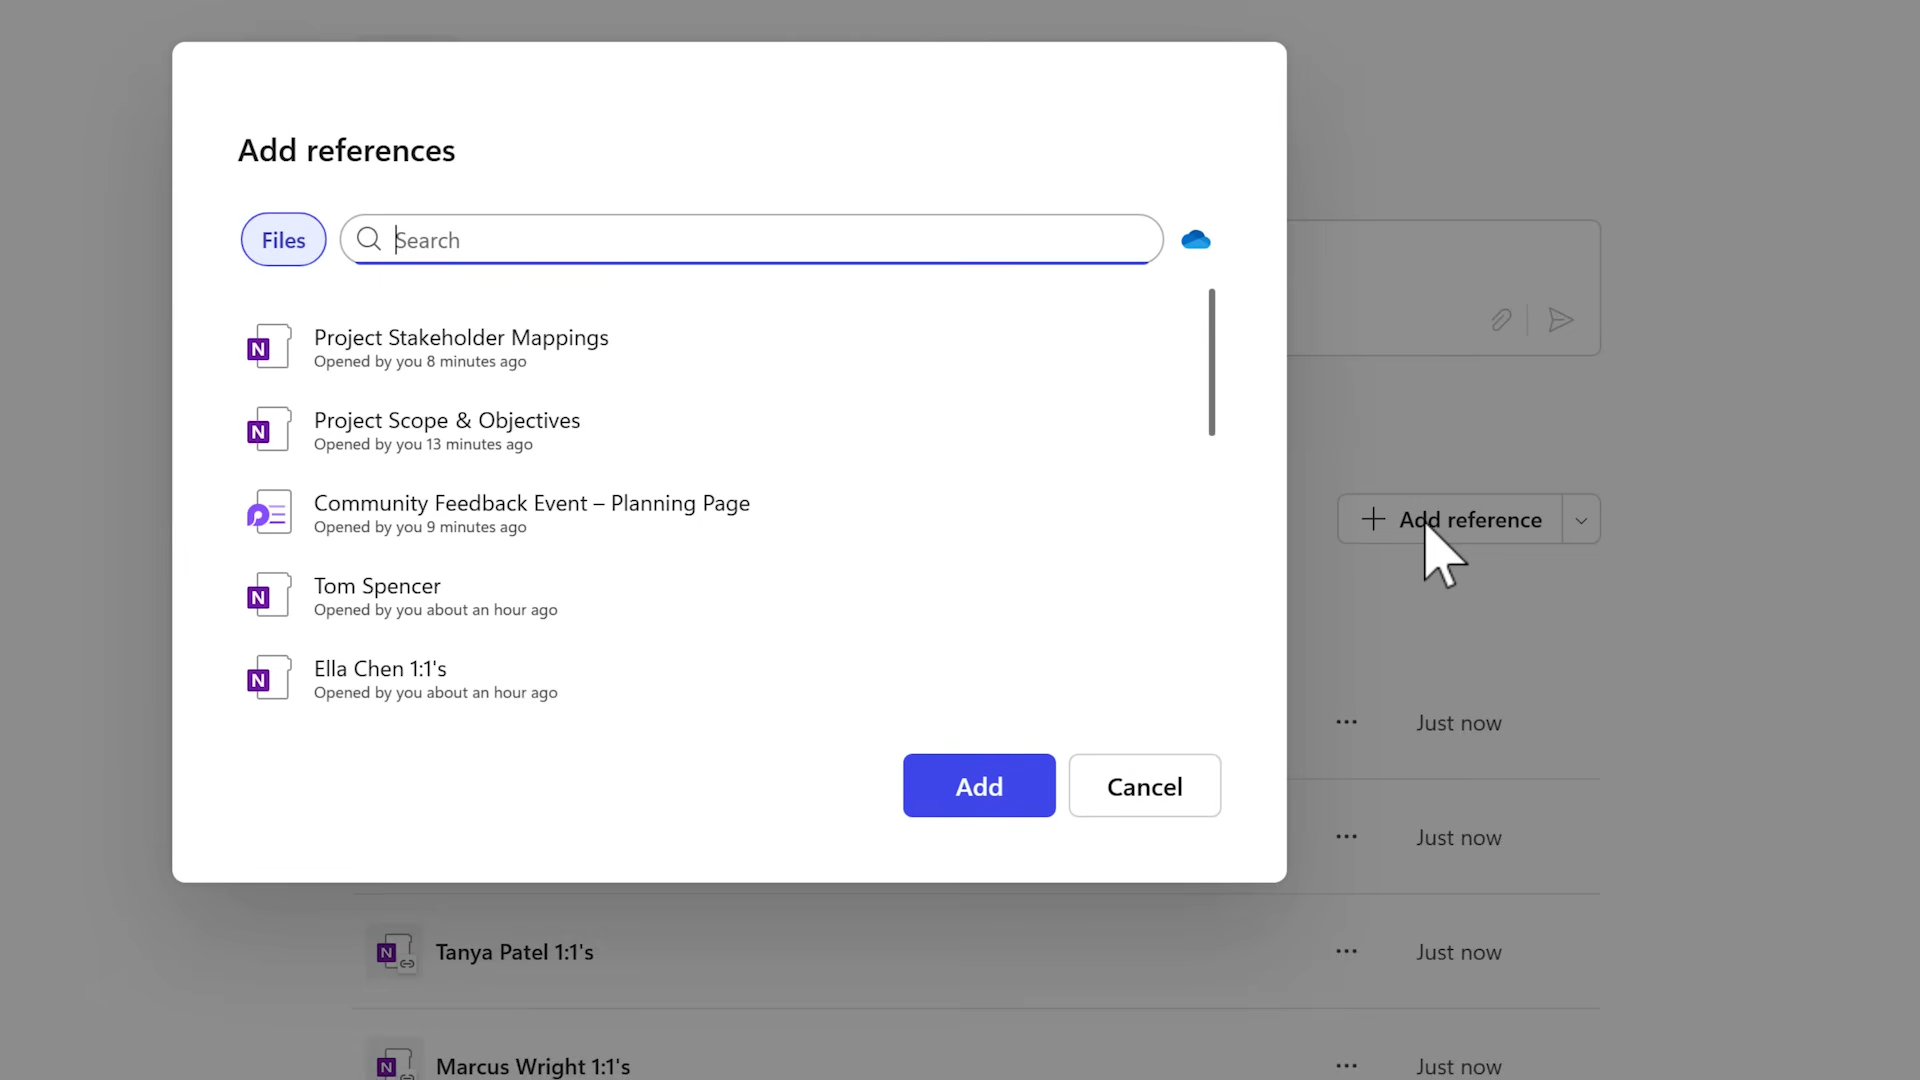 Add references
Files
Search
Project Stakeholder Mappings
Opened by you 8 minutes ago
Project Scope & Objectives
Opened by you 13 minutes ago
Community Feedback Event – Planning Page
Opened by you 9 minutes ago
Tom Spencer
Opened by you about an hour ago
Ella Chen 1:1's
Opened by you about an hour ago
Add
Cancel
Add reference
Just now
Just now
Tanya Patel 1:1's
Just now
Marcus Wright 1:1's
Just now